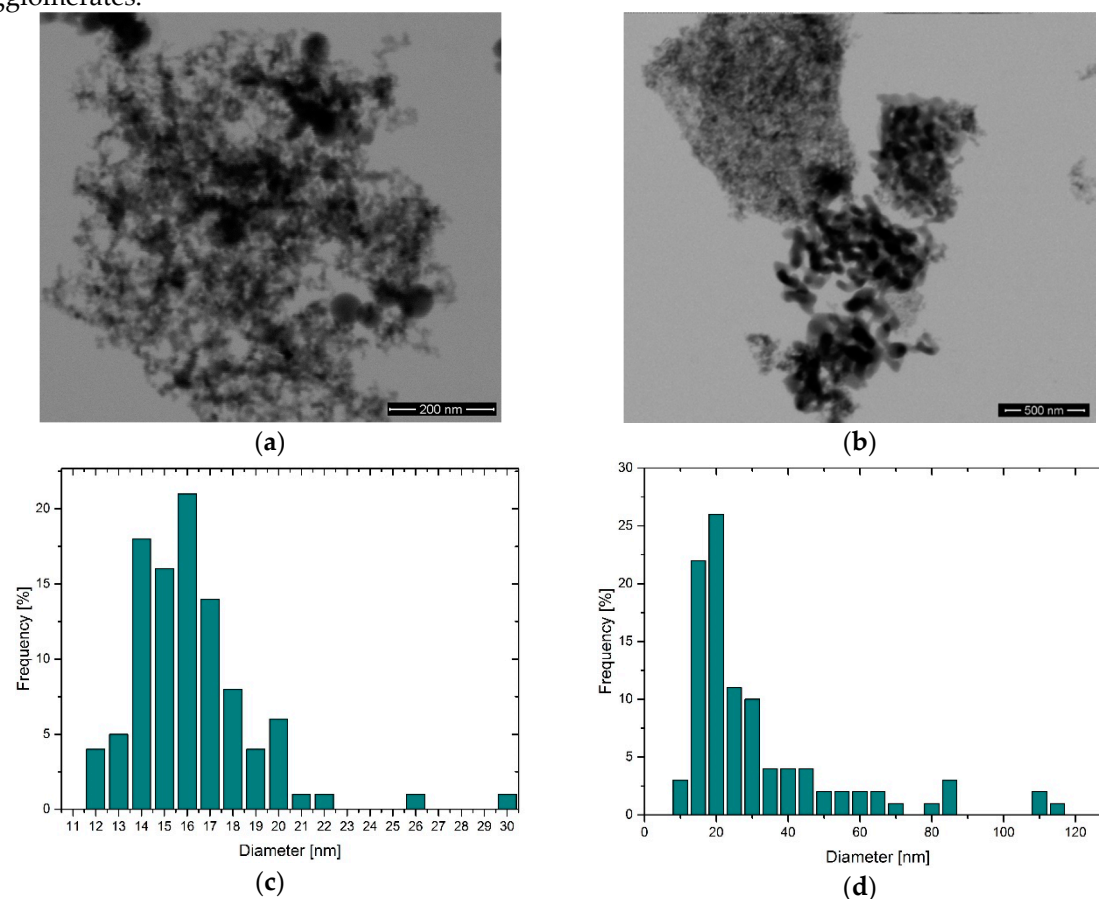 gglomerates.
200 nm
500 nm
(a)
(b)
Frequency [%]
20
15
10
5
0
11 12 13 14 15 16 17 18 19 20 21 22 23 24 25 26 27 28 29 30
Diameter [nm]
(c)
Frequency [%]
30
25
20
15
10
5
0
0 20 40 60 80 100 120
Diameter [nm]
(d)